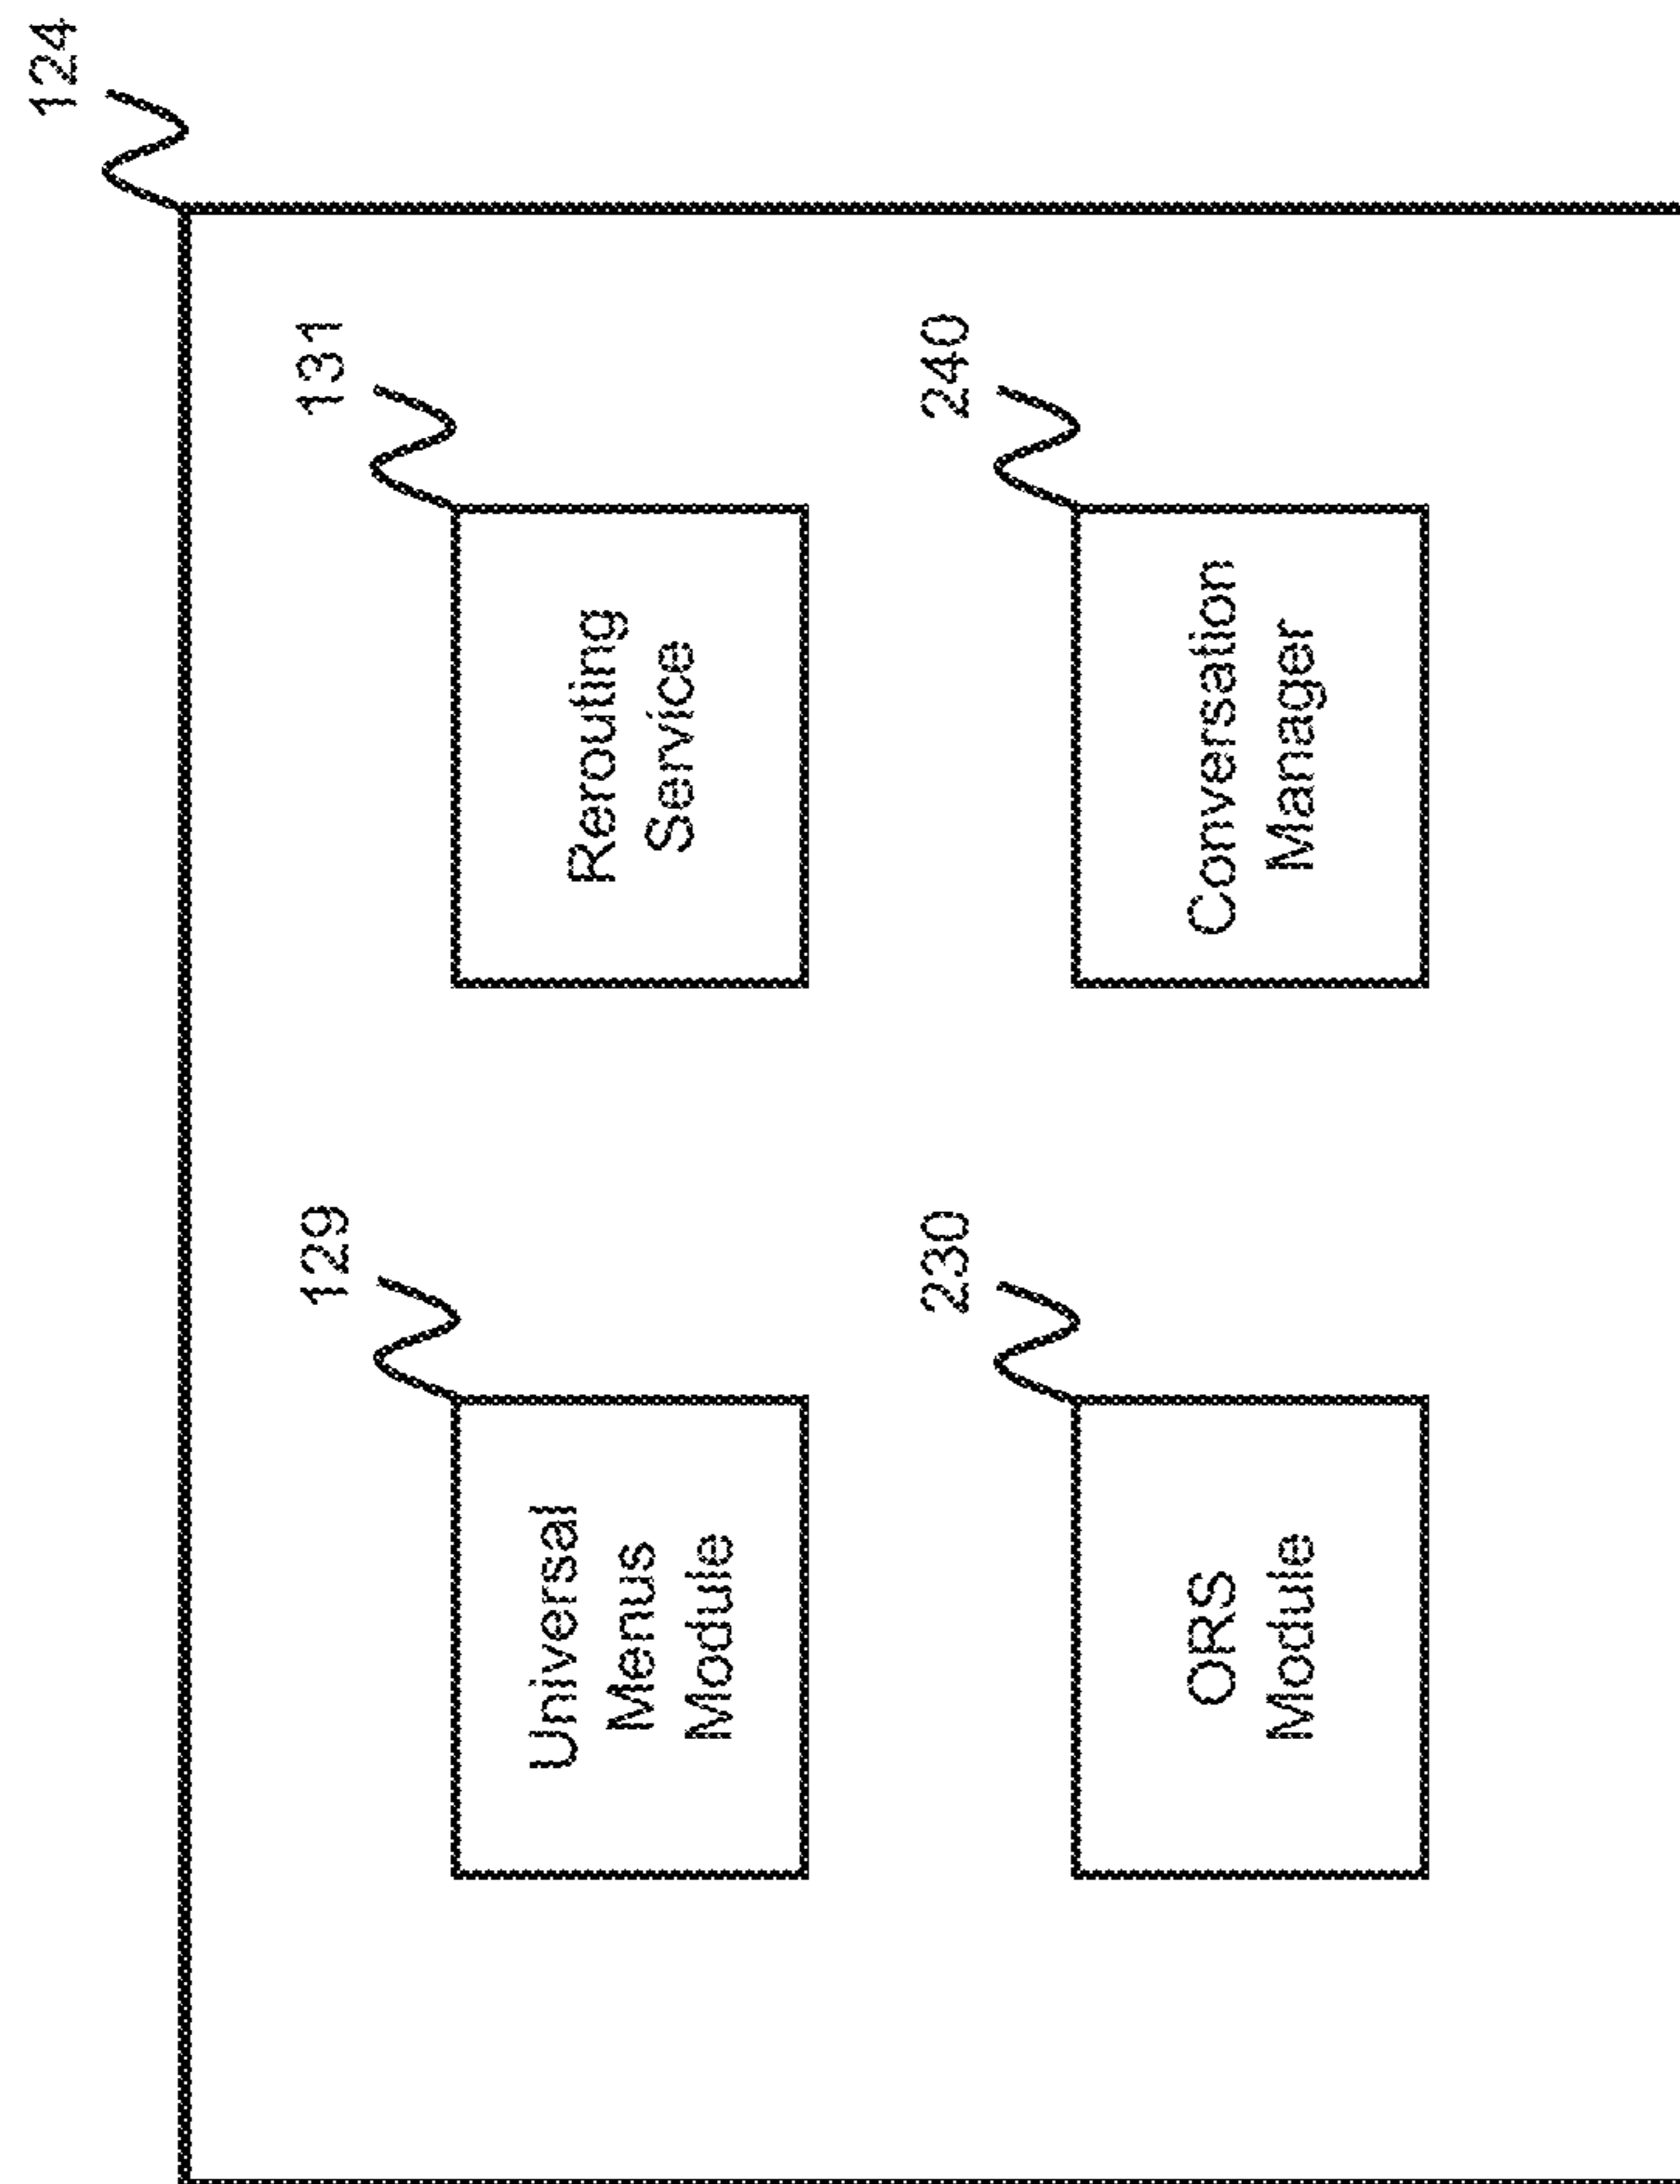 124
129
Universal
Menus
Module
131
Rerouting
Service
230
ORS
Module
240
Conversation
Manager